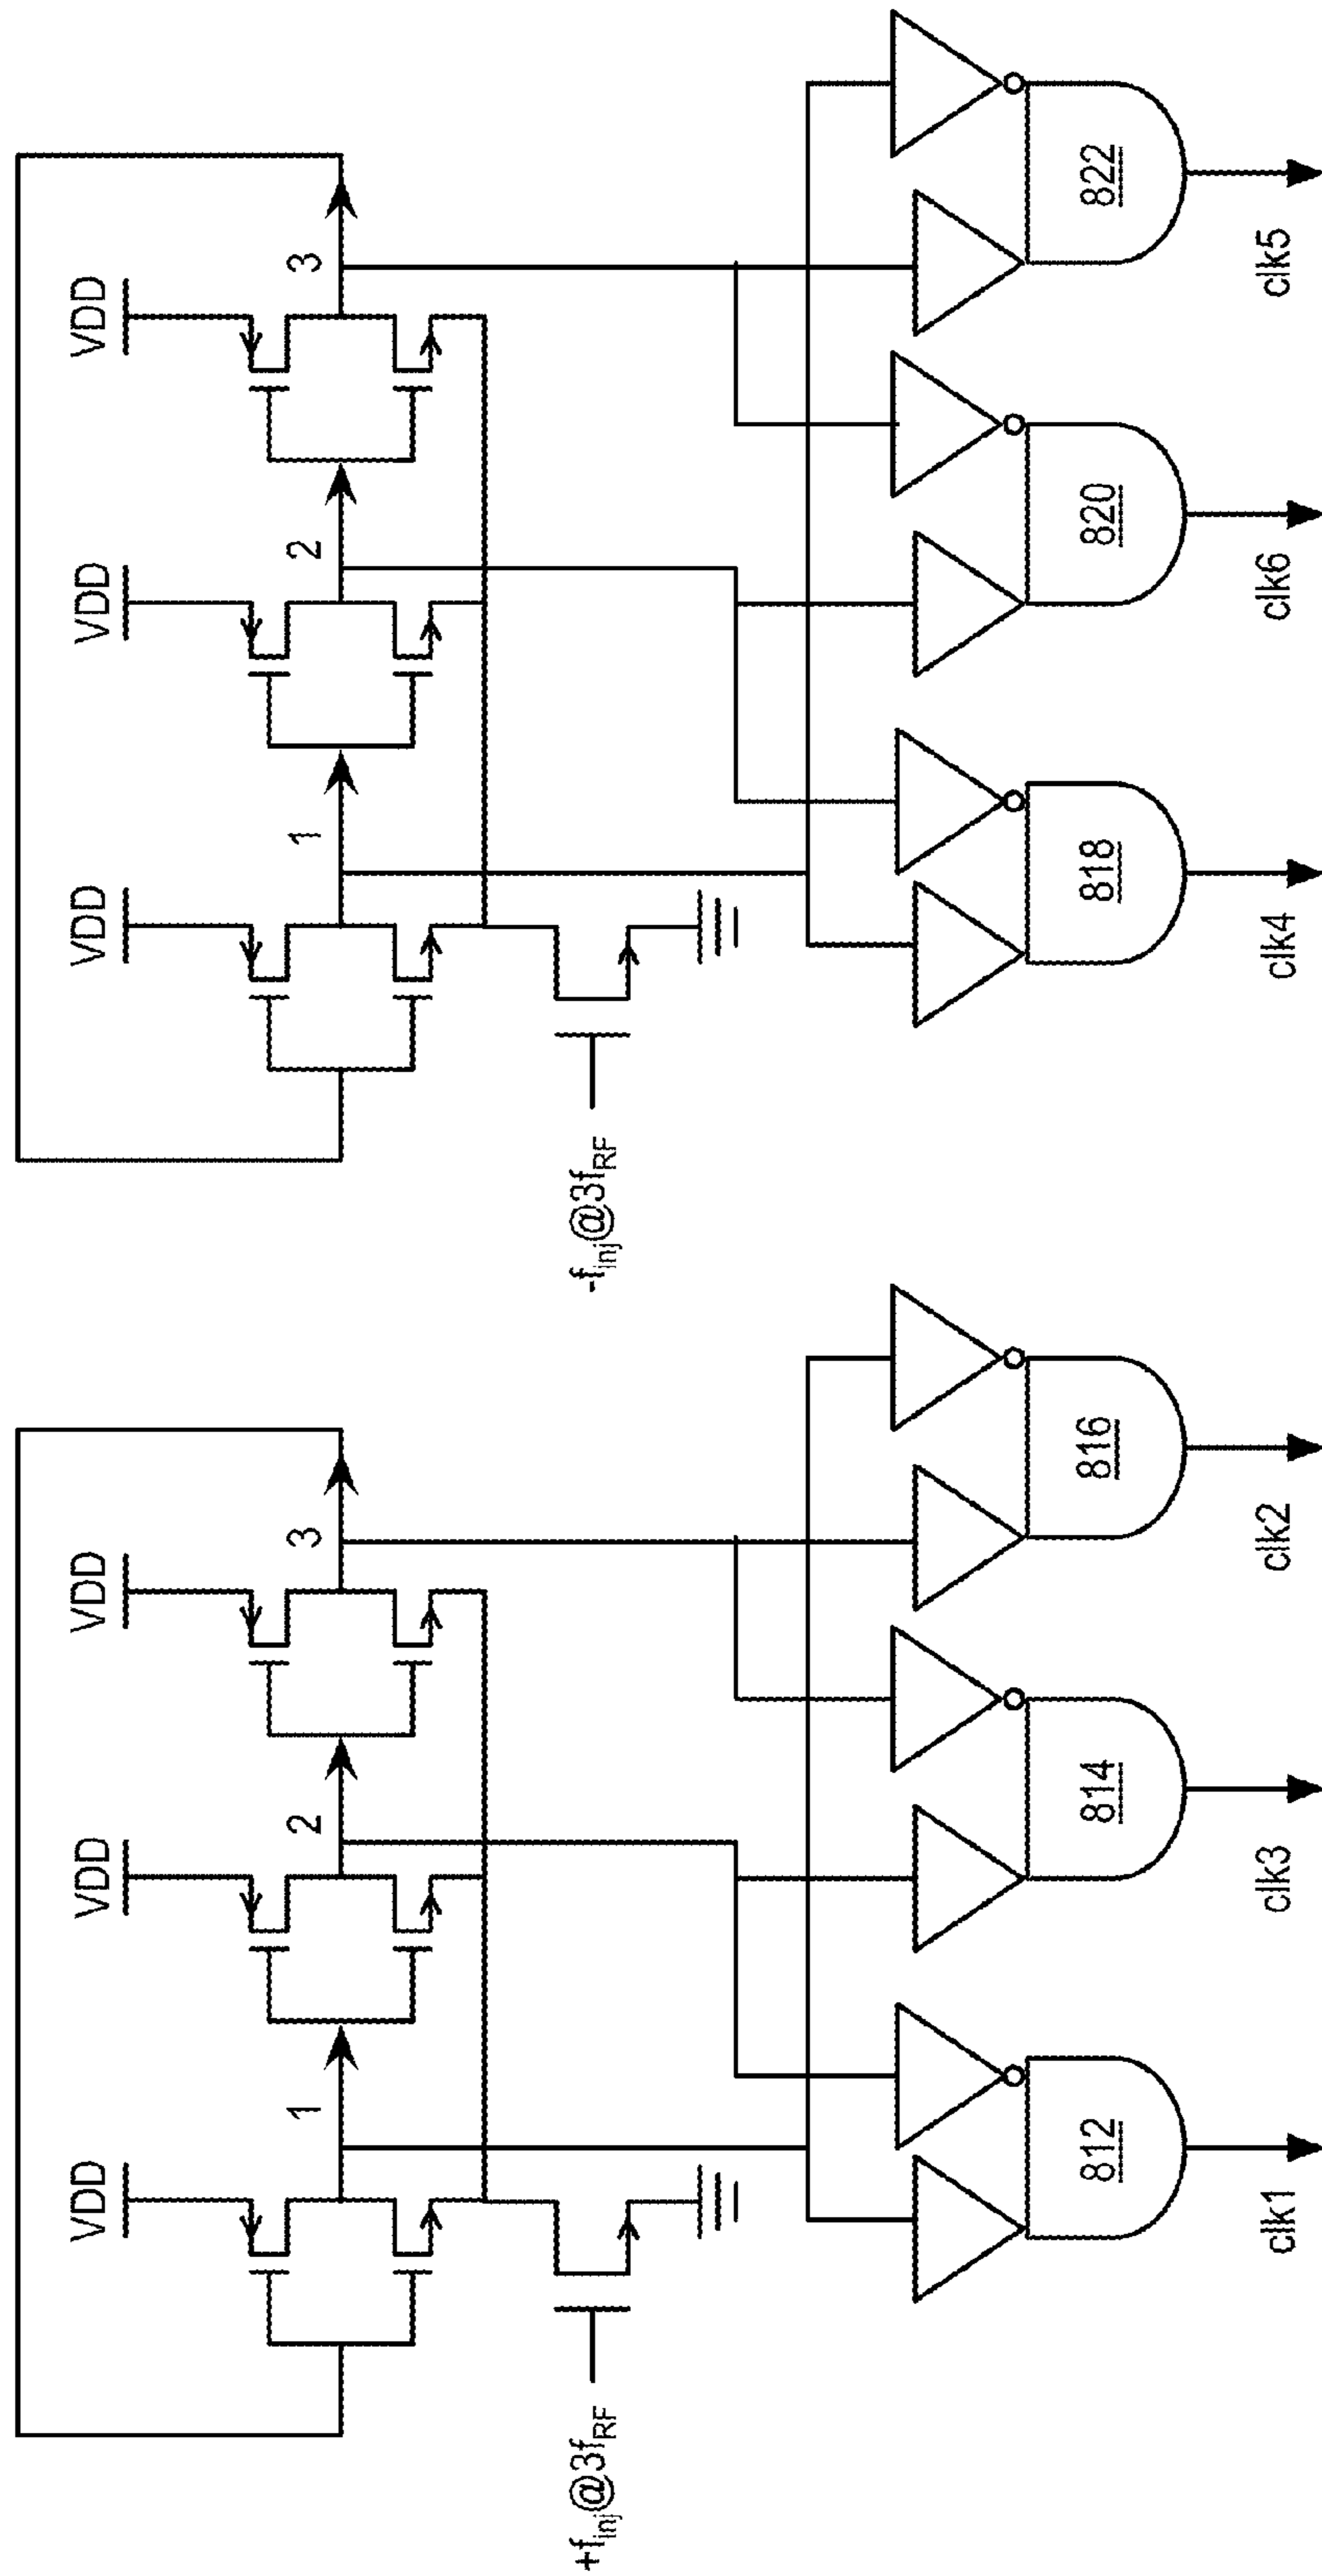 VDD
VDD
VDD
1
2
3
+f_inj@3f_RF
812
814
816
clk1
clk3
clk2
VDD
VDD
VDD
1
2
3
-f_inj@3f_RF
818
820
822
clk4
clk6
clk5